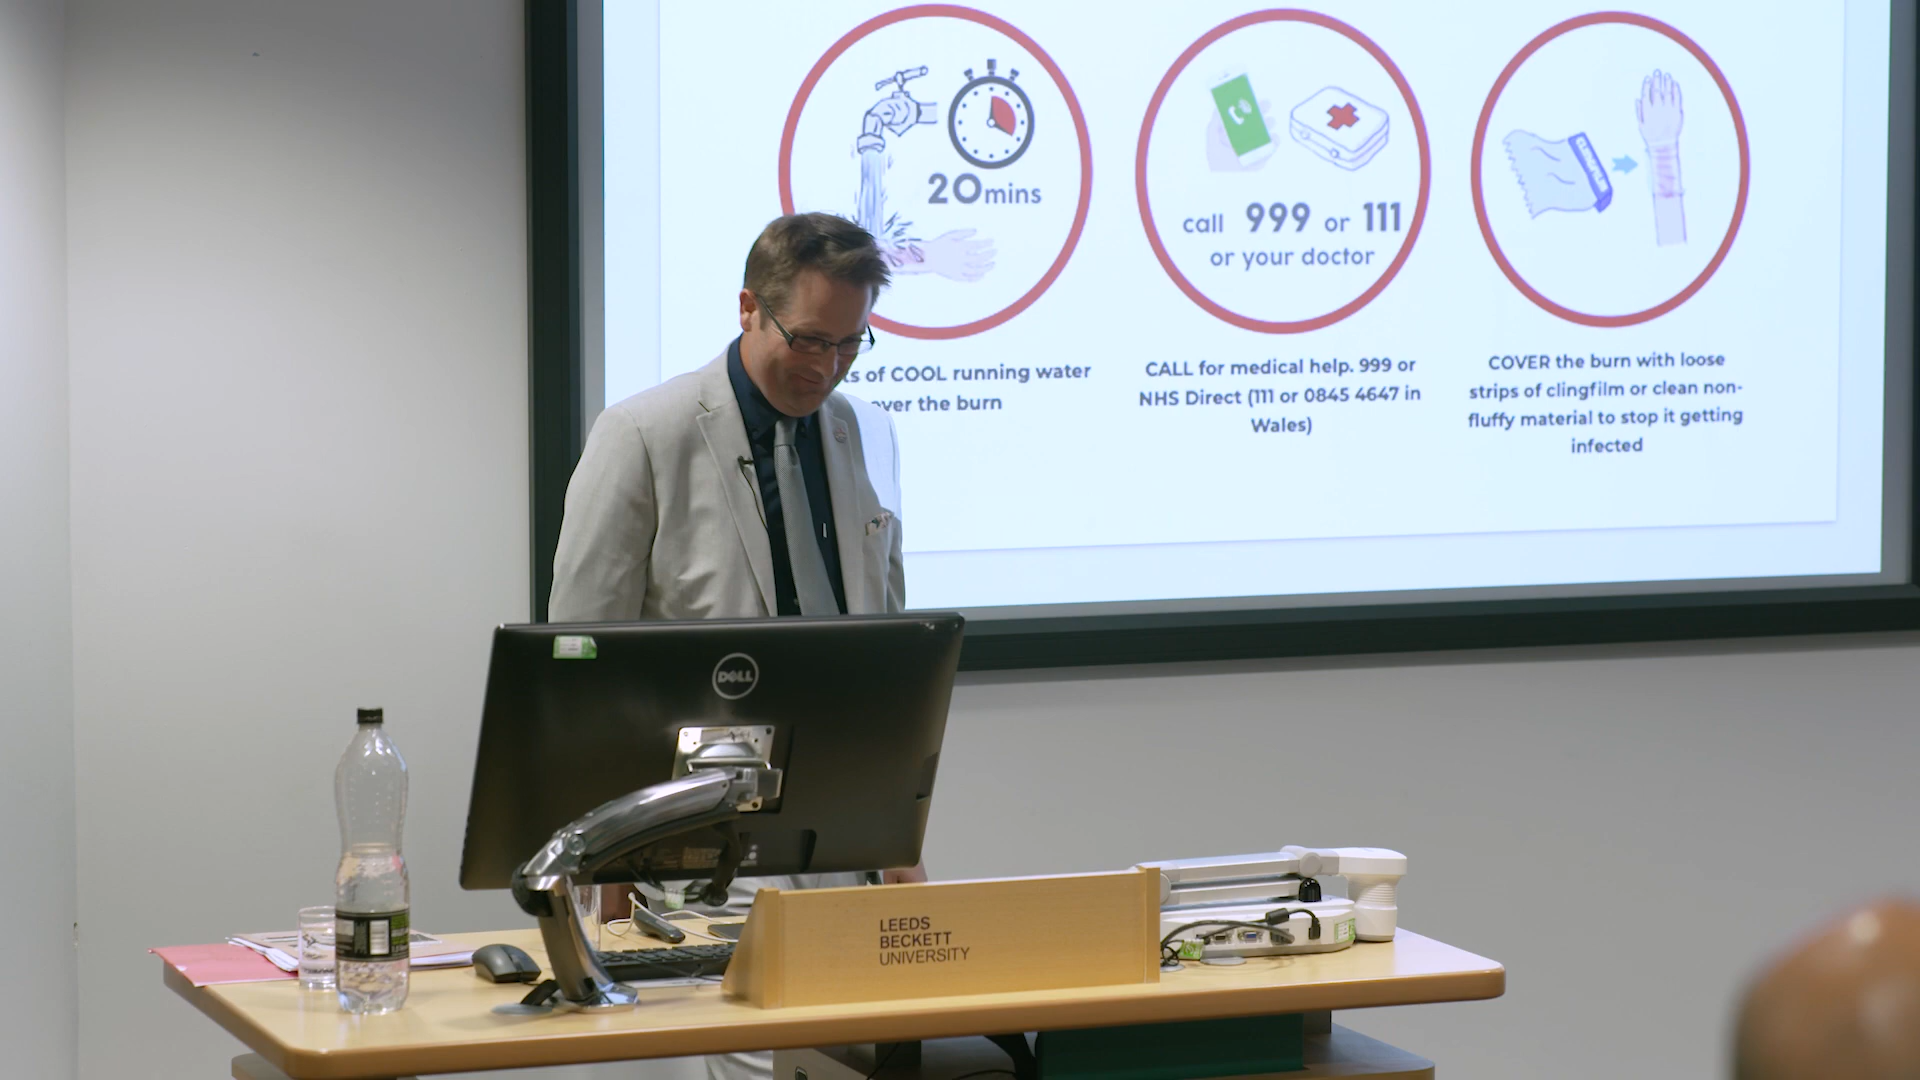 20mins
call 999 or 111
or your doctor
CLINGFILM
of COOL running water
over the burn
CALL for medical help. 999 or
NHS Direct (111 or 0845 4647 in
Wales)
COVER the burn with loose
strips of clingfilm or clean non-
fluffy material to stop it getting
infected
DELL
LEEDS
BECKETT
UNIVERSITY